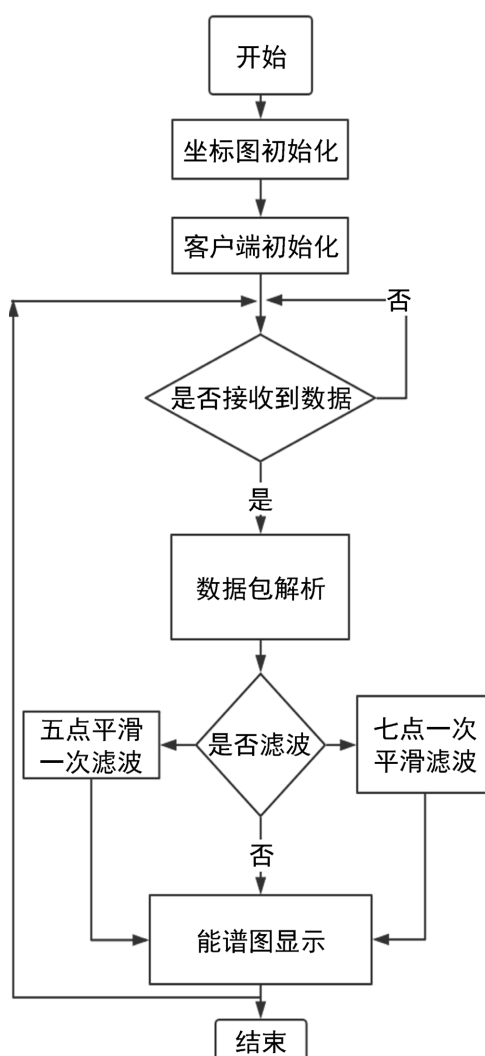 开始
坐标图初始化
客户端初始化
否
是否接收到数据
是
数据包解析
五点平滑
一次滤波
是否滤波
七点一次
平滑滤波
否
能谱图显示
结束